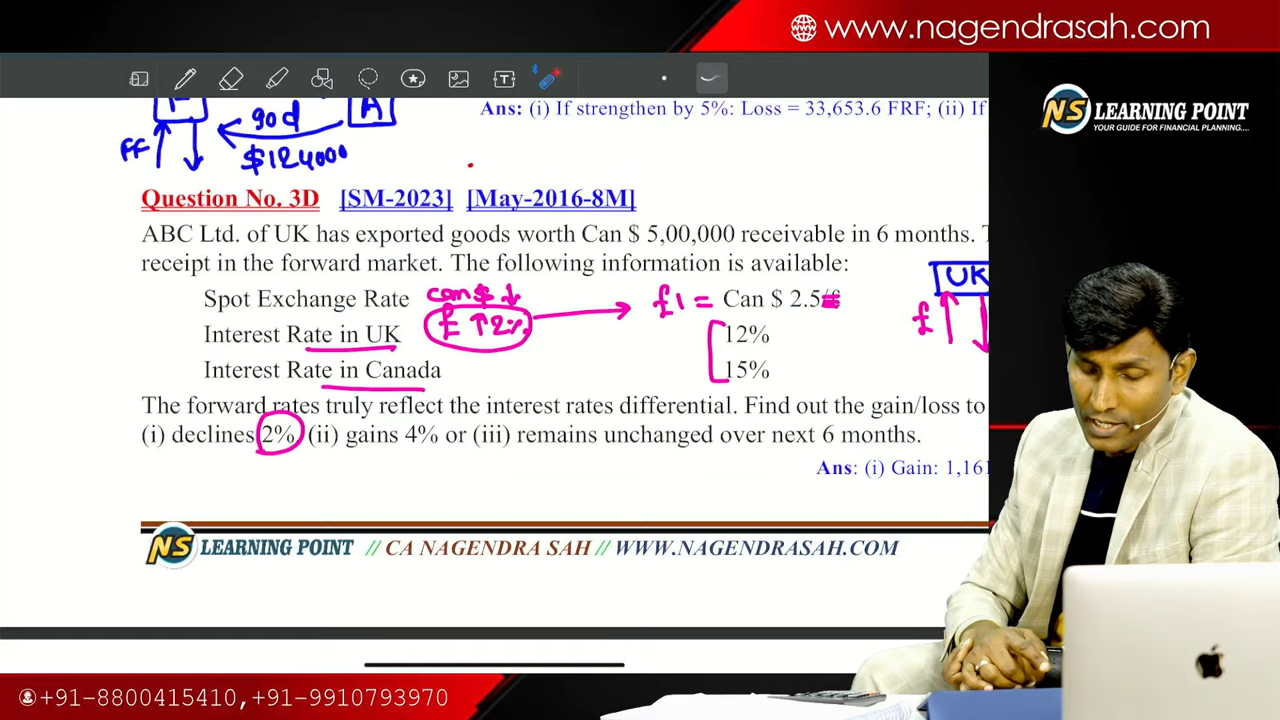 www.nagendrasah.com
A
90d
FF
$124000
Ans: (i) If strengthen by 5%: Loss = 33,653.6 FRF; (ii) If
NS LEARNING POINT
YOUR GUIDE FOR FINANCIAL PLANNING....
Question No. 3D [SM-2023] [May-2016-8M]
ABC Ltd. of UK has exported goods worth Can $ 5,00,000 receivable in 6 months.
receipt in the forward market. The following information is available:
UK
can $ ↓
Spot Exchange Rate £1 = Can $ 2.5/£
£ ↑2%
£
Interest Rate in UK 12%
Interest Rate in Canada 15%
The forward rates truly reflect the interest rates differential. Find out the gain/loss to
(i) declines 2% (ii) gains 4% or (iii) remains unchanged over next 6 months.
Ans: (i) Gain: 1,161
NS LEARNING POINT // CA NAGENDRA SAH // WWW.NAGENDRASAH.COM
+91-8800415410,+91-9910793970